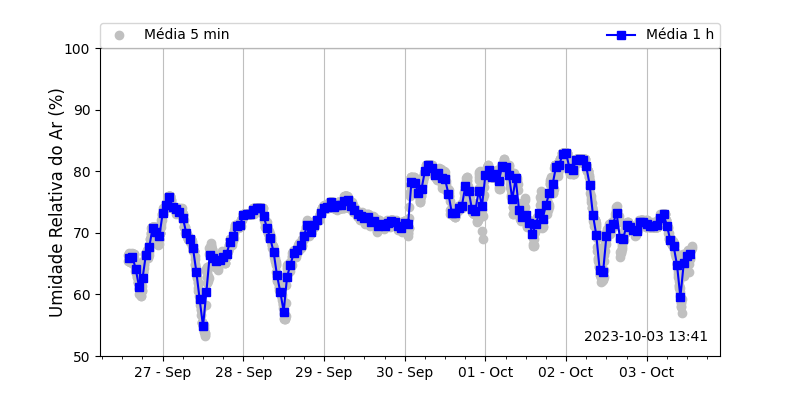 Média 5 min
Média 1 h
100
90
80
70
60
50
Umidade Relativa do Ar (%)
2023-10-03 13:41
27 - Sep
28 - Sep
29 - Sep
30 - Sep
01 - Oct
02 - Oct
03 - Oct